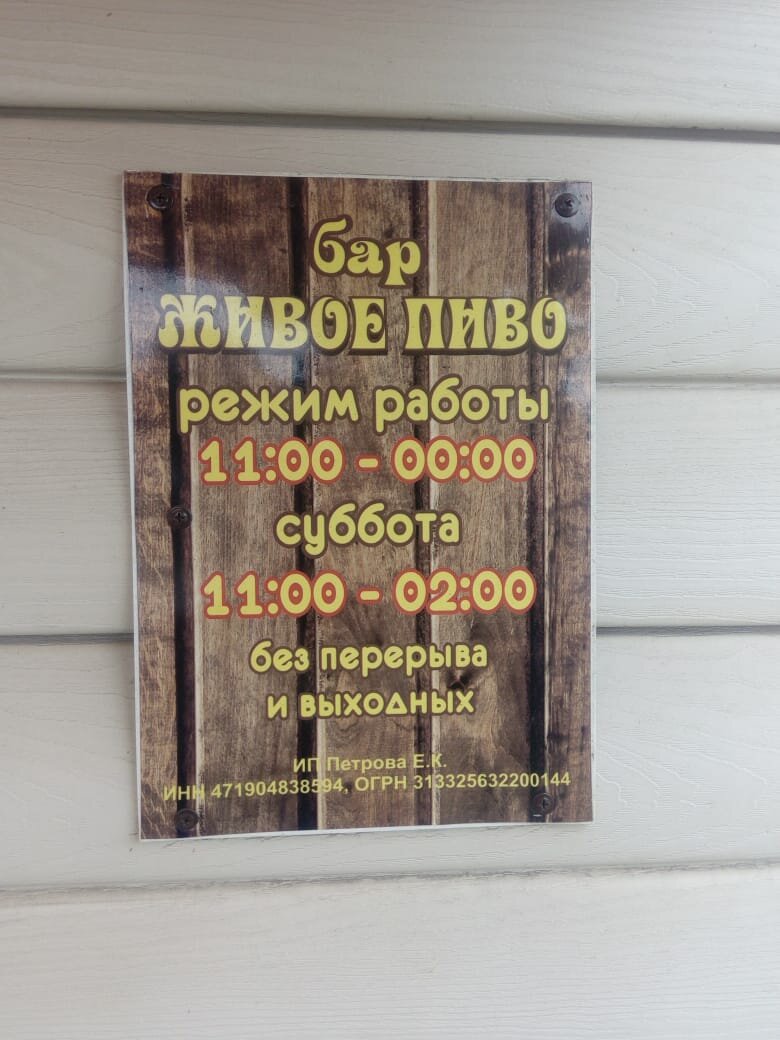 бар
ЖИВОЕ ПИВО
режим работы
11:00 - 00:00
суббота
11:00 - 02:00
без перерыва
и выходных
ИП Петрова Е.К.
ИНН 471904838594, ОГРН 313325632200144